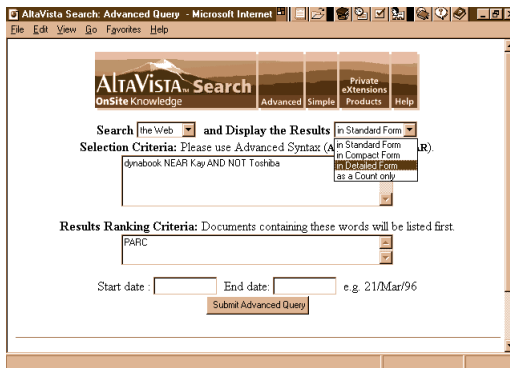 AltaVista Search: Advanced Query - Microsoft Internet
File Edit View Go Favorites Help
ALTAVISTA™ Search
OnSite Knowledge
Advanced
Simple
Private eXtensions Products
Help
Search the Web and Display the Results in Standard Form
Selection Criteria: Please use Advanced Syntax (A R).
in Standard Form
in Compact Form
in Detailed Form
as a Count only
dynabook NEAR Kay AND NOT Toshiba
Results Ranking Criteria: Documents containing these words will be listed first.
PARC
Start date : End date: e.g. 21/Mar/96
Submit Advanced Query